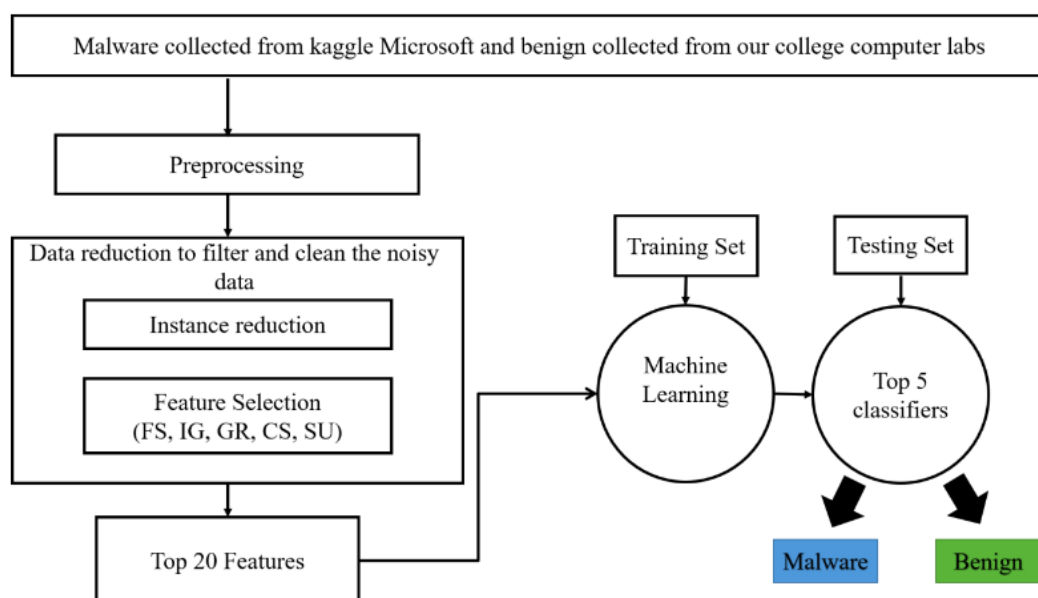 Malware collected from kaggle Microsoft and benign collected from our college computer labs
Preprocessing
Data reduction to filter and clean the noisy
data
Instance reduction
Feature Selection
(FS, IG, GR, CS, SU)
Top 20 Features
Training Set
Machine
Learning
Testing Set
Top 5
classifiers
Malware
Benign